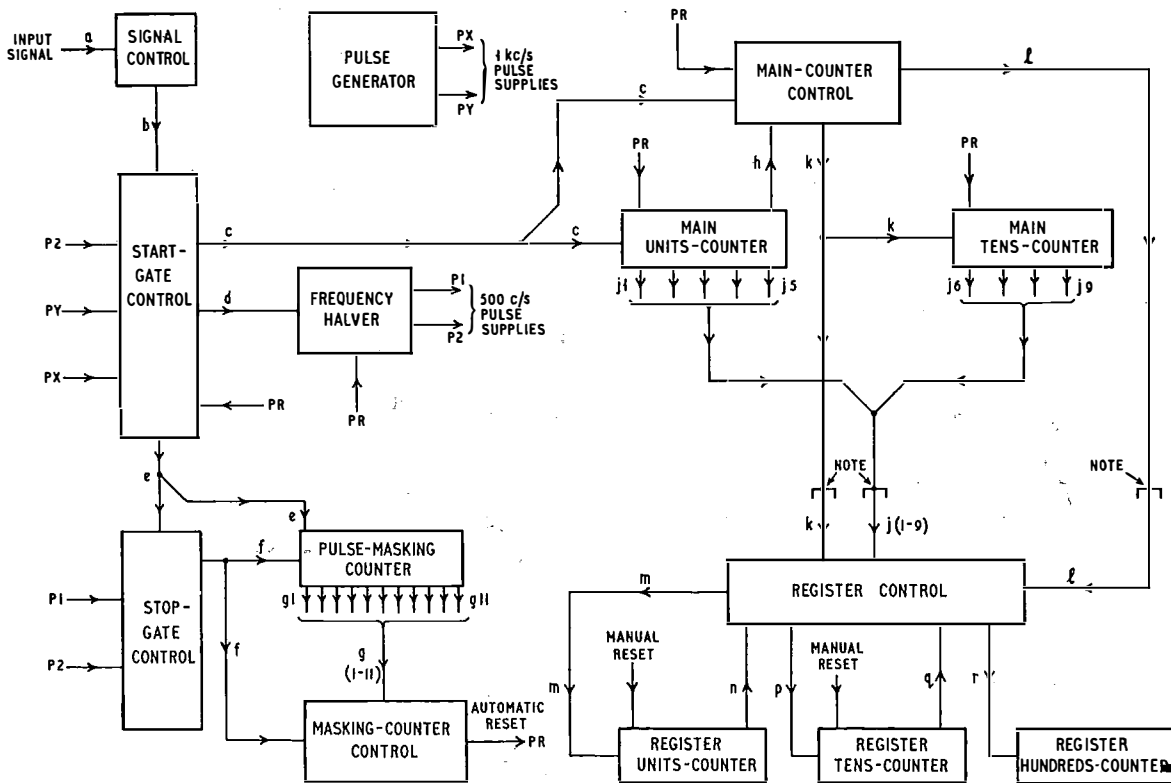 INPUT
SIGNAL
a
SIGNAL
CONTROL
b
PULSE
GENERATOR
PX
PY
1 KC/S
PULSE
SUPPLIES
PR
MAIN-COUNTER
CONTROL
l
c
h
k
PR
MAIN
UNITS-COUNTER
j1
j5
PR
k
MAIN
TENS-COUNTER
j6
j9
P2
PY
PX
START-
GATE
CONTROL
c
c
d
PR
FREQUENCY
HALVER
P1
P2
500 C/S
PULSE
SUPPLIES
PR
e
e
P1
P2
STOP-
GATE
CONTROL
f
f
PULSE-MASKING
COUNTER
g1
g11
g
(1-11)
MASKING-COUNTER
CONTROL
AUTOMATIC
RESET
PR
NOTE
NOTE
k
j(1-9)
l
REGISTER CONTROL
m
m
MANUAL
RESET
n
p
MANUAL
RESET
q
r
REGISTER
UNITS-COUNTER
REGISTER
TENS-COUNTER
REGISTER
HUNDREDS-COUNTER